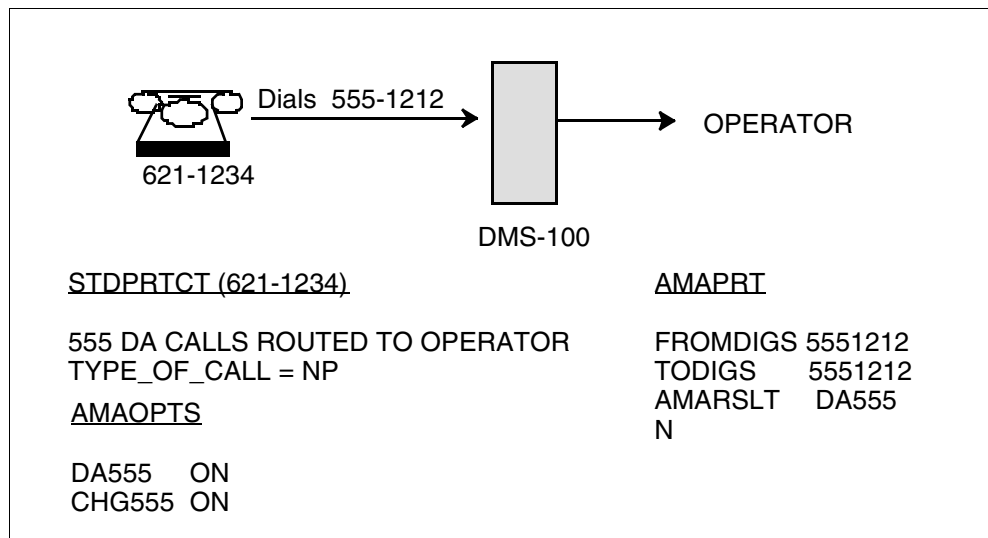 Dials 555-1212
OPERATOR
621-1234
DMS-100
STDPRTCT (621-1234)
555 DA CALLS ROUTED TO OPERATOR
TYPE_OF_CALL = NP
AMAOPTS
DA555 ON
CHG555 ON
AMAPRT
FROMDIGS 5551212
TODIGS 5551212
AMARSLT DA555
N